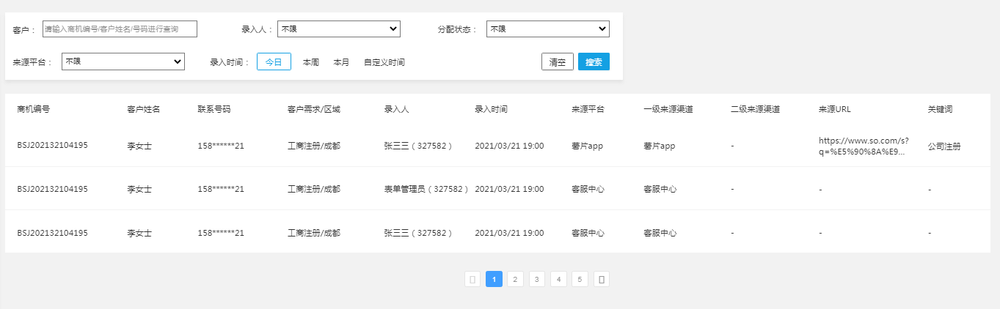 客户： 请输入商机编号/客户姓名/号码进行查询 录入人： 不限 分配状态： 不限
来源平台： 不限 录入时间： 今日 本周 本月 自定义时间 清空 搜索
商机编号 客户姓名 联系号码 客户需求/区域 录入人 录入时间 来源平台 一级来源渠道 二级来源渠道 来源URL 关键词
BSJ202132104195 李女士 158******21 工商注册/成都 张三三（327582） 2021/03/21 19:00 薯片app 薯片app - https://www.so.com/s?
q=%E5%90%8A%E9... 公司注册
BSJ202132104195 李女士 158******21 工商注册/成都 表单管理员（327582） 2021/03/21 19:00 客服中心 客服中心 - - -
BSJ202132104195 李女士 158******21 工商注册/成都 张三三（327582） 2021/03/21 19:00 客服中心 客服中心 - - -
1 2 3 4 5